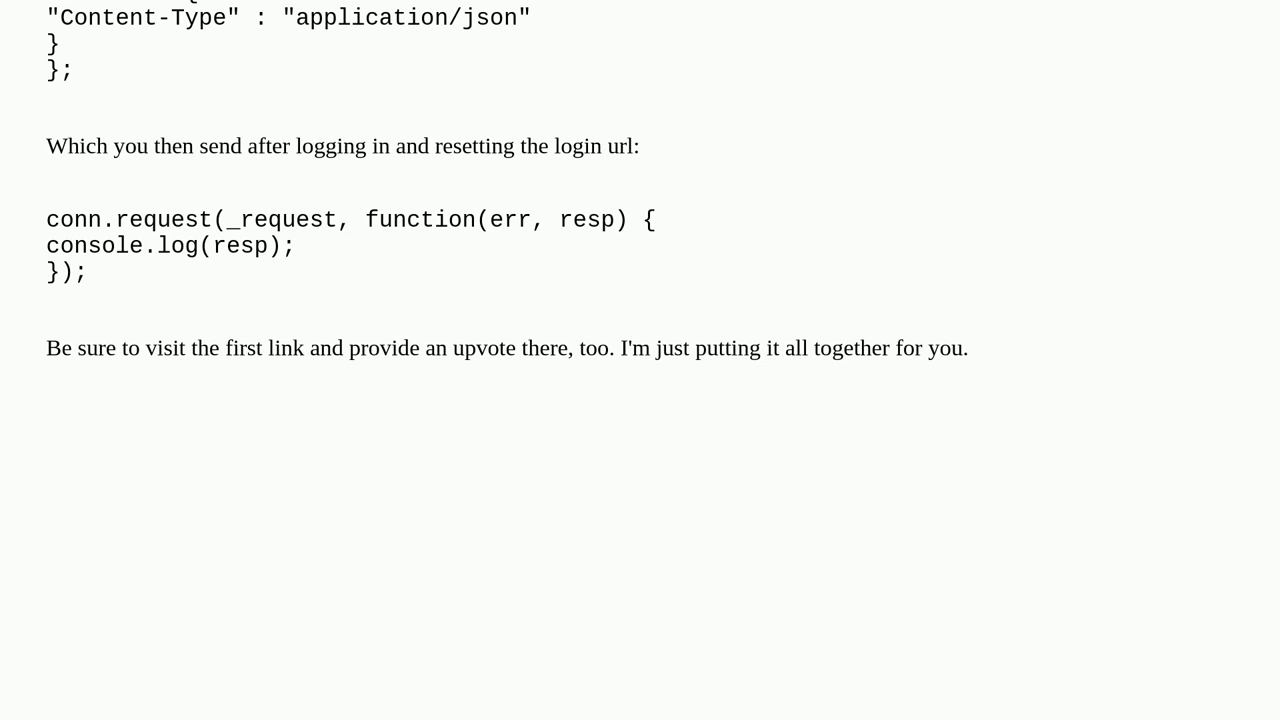 "Content-Type" : "application/json"
}
};
Which you then send after logging in and resetting the login url:
conn.request(_request, function(err, resp) {
console.log(resp);
});
Be sure to visit the first link and provide an upvote there, too. I'm just putting it all together for you.